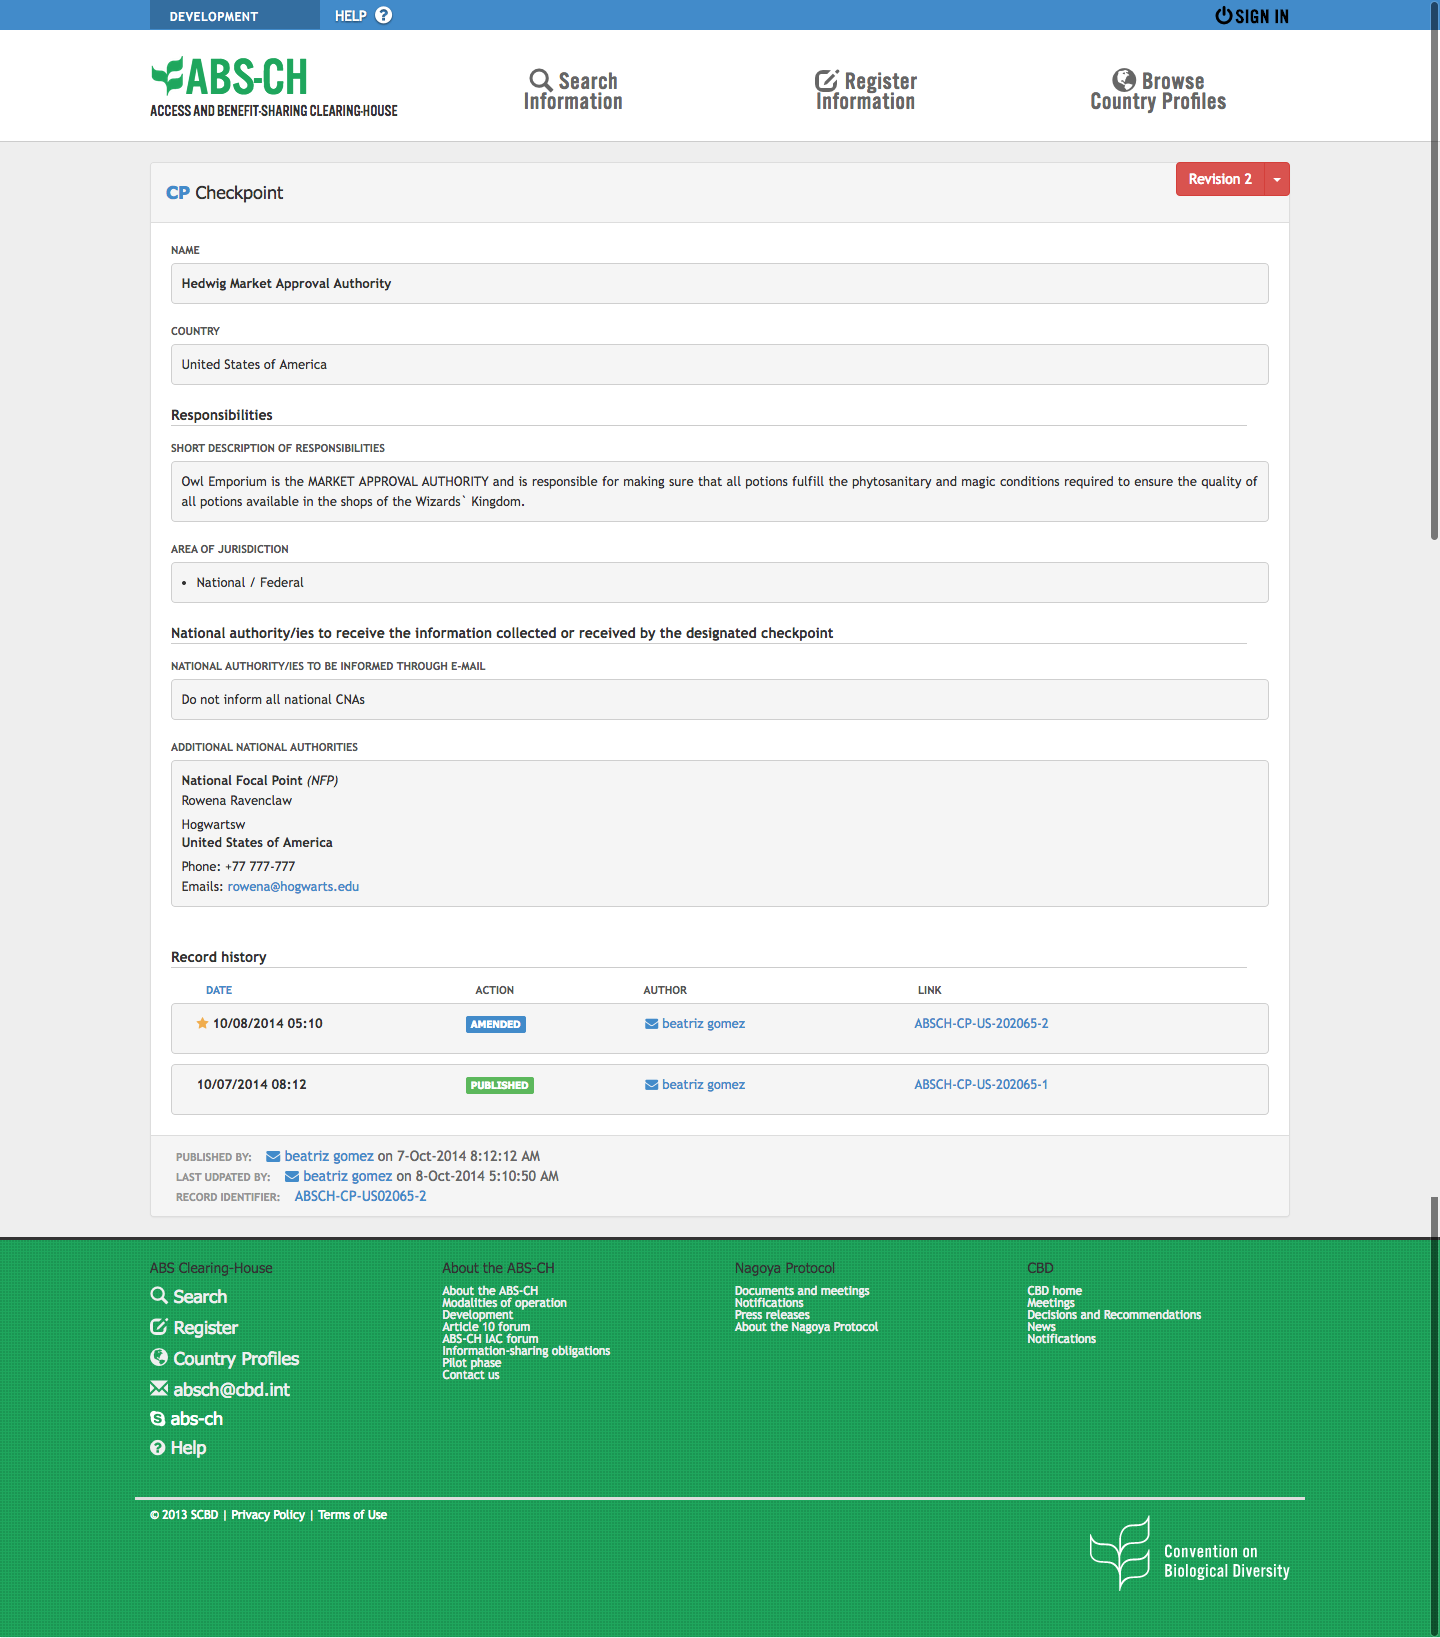 DEVELOPMENT
HELP
SIGN IN
ABS-CH
ACCESS AND BENEFIT-SHARING CLEARING-HOUSE
Search
Information
Register
Information
Browse
Country Profiles
CP Checkpoint
Revision 2
NAME
Hedwig Market Approval Authority
COUNTRY
United States of America
Responsibilities
SHORT DESCRIPTION OF RESPONSIBILITIES
Owl Emporium is the MARKET APPROVAL AUTHORITY and is responsible for making sure that all potions fulfill the phytosanitary and magic conditions required to ensure the quality of
all potions available in the shops of the Wizards` Kingdom.
AREA OF JURISDICTION
• National / Federal
National authority/ies to receive the information collected or received by the designated checkpoint
NATIONAL AUTHORITY/IES TO BE INFORMED THROUGH E-MAIL
Do not inform all national CNAs
ADDITIONAL NATIONAL AUTHORITIES
National Focal Point (NFP)
Rowena Ravenclaw
Hogwartsw
United States of America
Phone: +77 777-777
Emails: rowena@hogwarts.edu
Record history
DATE ACTION AUTHOR LINK
10/08/2014 05:10 AMENDED beatriz gomez ABSCH-CP-US-202065-2
10/07/2014 08:12 PUBLISHED beatriz gomez ABSCH-CP-US-202065-1
PUBLISHED BY: beatriz gomez on 7-Oct-2014 8:12:12 AM
LAST UDPATED BY: beatriz gomez on 8-Oct-2014 5:10:50 AM
RECORD IDENTIFIER: ABSCH-CP-US02065-2
ABS Clearing-House
Search
Register
Country Profiles
absch@cbd.int
abs-ch
Help
About the ABS-CH
About the ABS-CH
Modalities of operation
Development
Article 10 forum
ABS-CH IAC forum
Information-sharing obligations
Pilot phase
Contact us
Nagoya Protocol
Documents and meetings
Notifications
Press releases
About the Nagoya Protocol
CBD
CBD home
Meetings
Decisions and Recommendations
News
Notifications
© 2013 SCBD | Privacy Policy | Terms of Use
Convention on
Biological Diversity